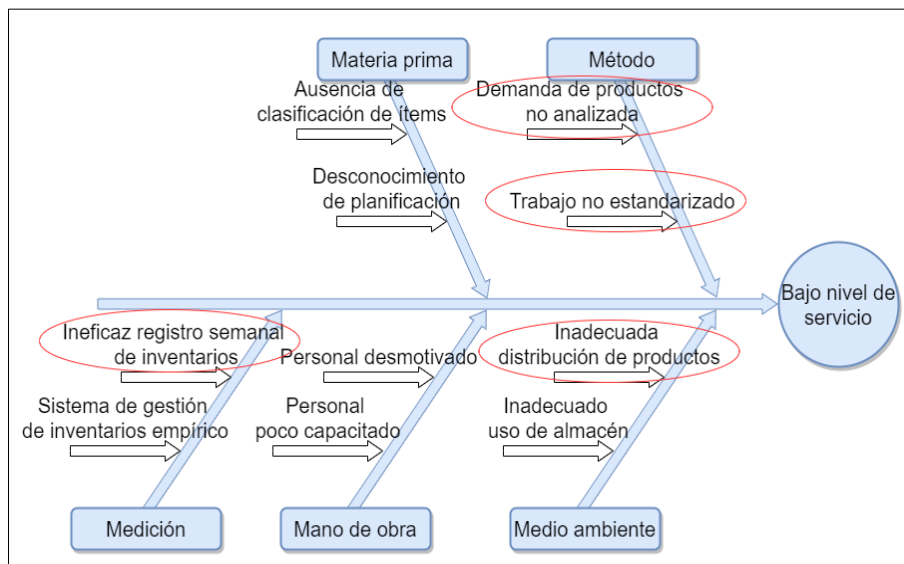 Materia prima
Método
Ausencia de
clasificación de ítems
Demanda de productos
no analizada
Desconocimiento
de planificación
Trabajo no estandarizado
Bajo nivel de
servicio
Ineficaz registro semanal
de inventarios
Personal desmotivado
Inadecuada
distribución de productos
Sistema de gestión
de inventarios empírico
Personal
poco capacitado
Inadecuado
uso de almacén
Medición
Mano de obra
Medio ambiente